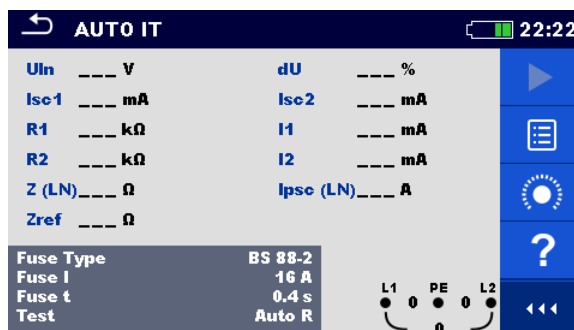 AUTO IT 22:22
Uln ___ V dU ___ %
Isc1 ___ mA Isc2 ___ mA
R1 ___ kΩ I1 ___ mA
R2 ___ kΩ I2 ___ mA
Z (LN)___ Ω Ipsc (LN)___ A
Zref ___ Ω
Fuse Type BS 88-2
Fuse I 16 A
Fuse t 0.4 s
Test Auto R
L1 PE L2
0 0
0
?